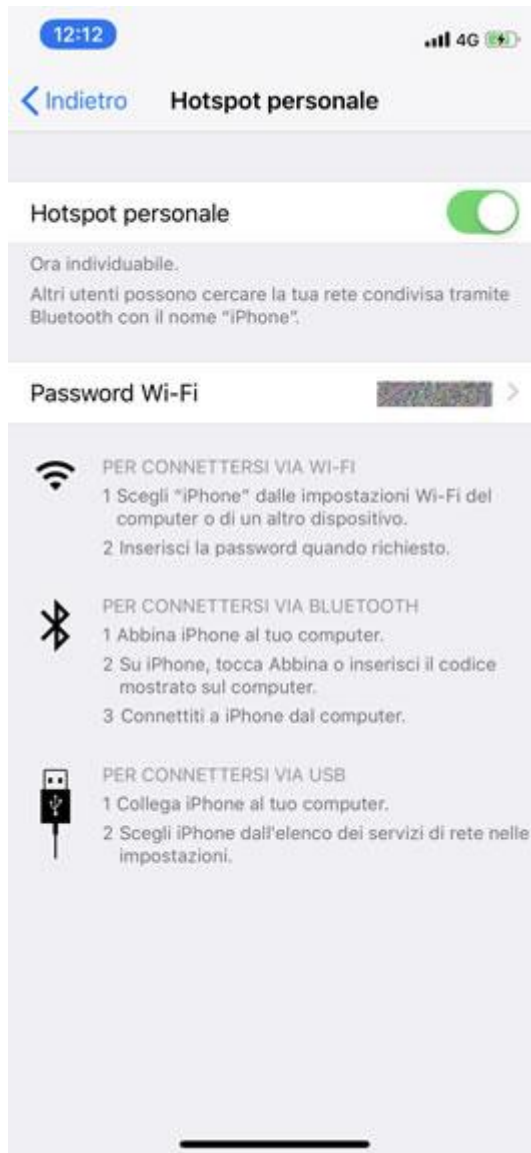 12:12
4G
Indietro Hotspot personale
Hotspot personale
Ora individuabile.
Altri utenti possono cercare la tua rete condivisa tramite
Bluetooth con il nome "iPhone".
Password Wi-Fi
PER CONNETTERSI VIA WI-FI
1 Scegli "iPhone" dalle impostazioni Wi-Fi del
computer o di un altro dispositivo.
2 Inserisci la password quando richiesto.
PER CONNETTERSI VIA BLUETOOTH
1 Abbina iPhone al tuo computer.
2 Su iPhone, tocca Abbina o inserisci il codice
mostrato sul computer.
3 Connettiti a iPhone dal computer.
PER CONNETTERSI VIA USB
1 Collega iPhone al tuo computer.
2 Scegli iPhone dall'elenco dei servizi di rete nelle
impostazioni.